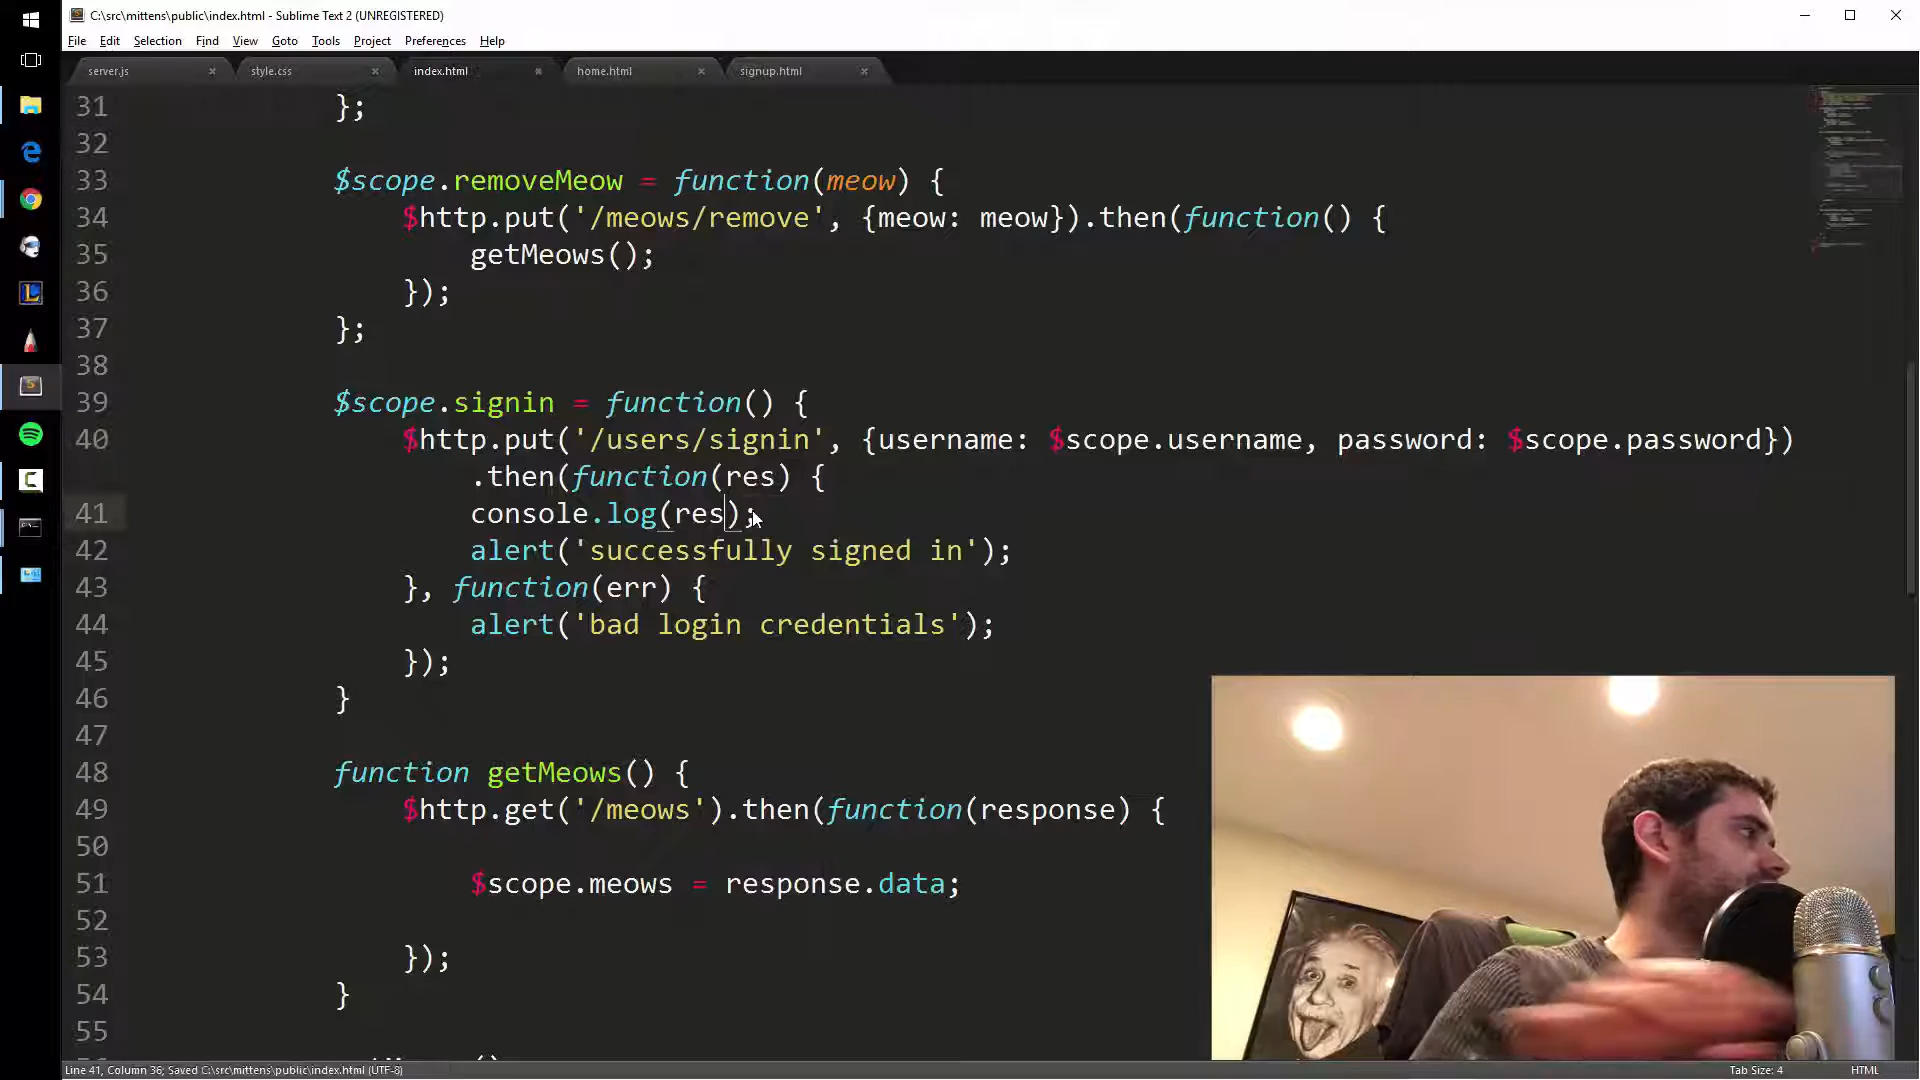 C:\src\mittens\public\index.html - Sublime Text 2 (UNREGISTERED)
File Edit Selection Find View Goto Tools Project Preferences Help
server.js × style.css × index.html × home.html × signup.html ×
31 };
32
33 $scope.removeMeow = function(meow) {
34 $http.put('/meows/remove', {meow: meow}).then(function() {
35 getMeows();
36 });
37 };
38
39 $scope.signin = function() {
40 $http.put('/users/signin', {username: $scope.username, password: $scope.password})
.then(function(res) {
41 console.log(res);
42 alert('successfully signed in');
43 }, function(err) {
44 alert('bad login credentials');
45 });
46 }
47
48 function getMeows() {
49 $http.get('/meows').then(function(response) {
50
51 $scope.meows = response.data;
52
53 });
54 }
55
Line 41, Column 36; Saved C:\src\mittens\public\index.html (UTF-8) Tab Size: 4 HTML